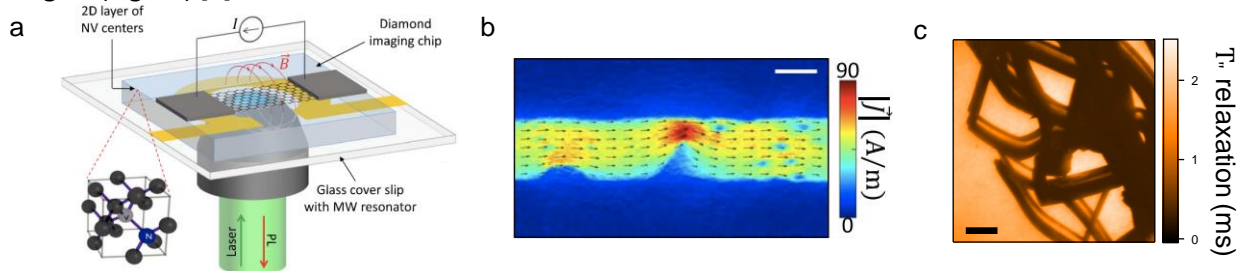 a
2D layer of
NV centers
I
Diamond
imaging chip
B
Glass cover slip
with MW resonator
V
N
Laser
PL
b
90
|J| (A/m)
0
c
2
1
0
T" relaxation (ms)